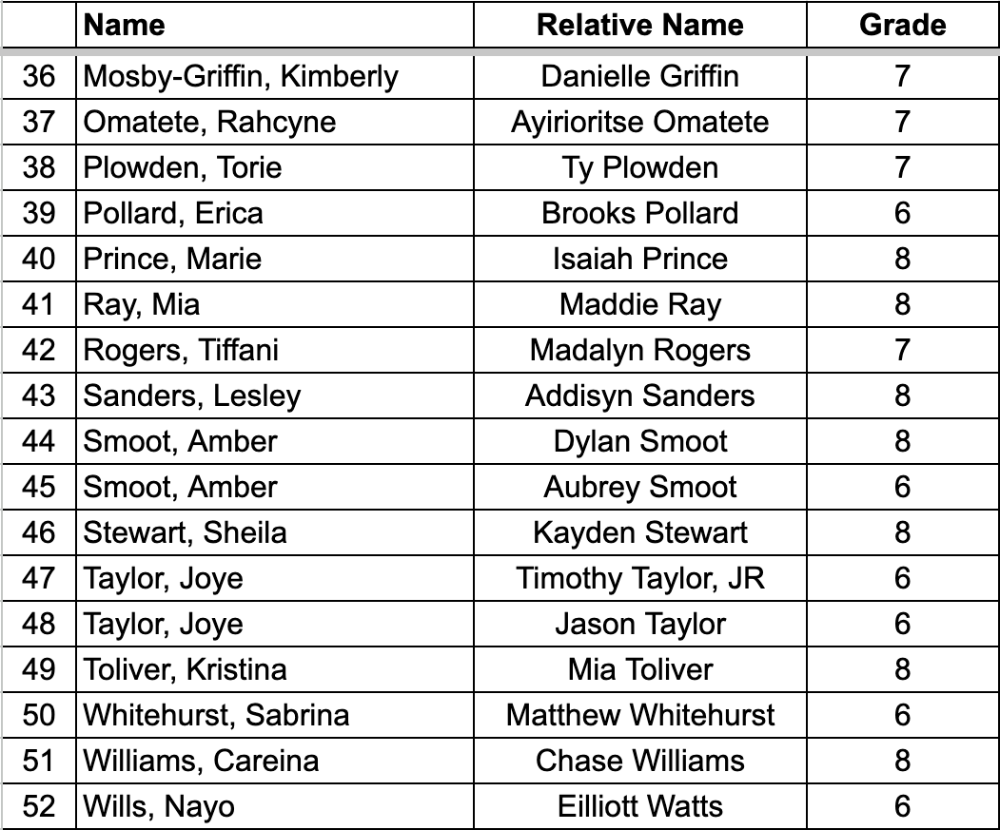 Name Relative Name Grade
36 Mosby-Griffin, Kimberly Danielle Griffin 7
37 Omatete, Rahcyne Ayirioritse Omatete 7
38 Plowden, Torie Ty Plowden 7
39 Pollard, Erica Brooks Pollard 6
40 Prince, Marie Isaiah Prince 8
41 Ray, Mia Maddie Ray 8
42 Rogers, Tiffani Madalyn Rogers 7
43 Sanders, Lesley Addisyn Sanders 8
44 Smoot, Amber Dylan Smoot 8
45 Smoot, Amber Aubrey Smoot 6
46 Stewart, Sheila Kayden Stewart 8
47 Taylor, Joye Timothy Taylor, JR 6
48 Taylor, Joye Jason Taylor 6
49 Toliver, Kristina Mia Toliver 8
50 Whitehurst, Sabrina Matthew Whitehurst 6
51 Williams, Careina Chase Williams 8
52 Wills, Nayo Eilliott Watts 6